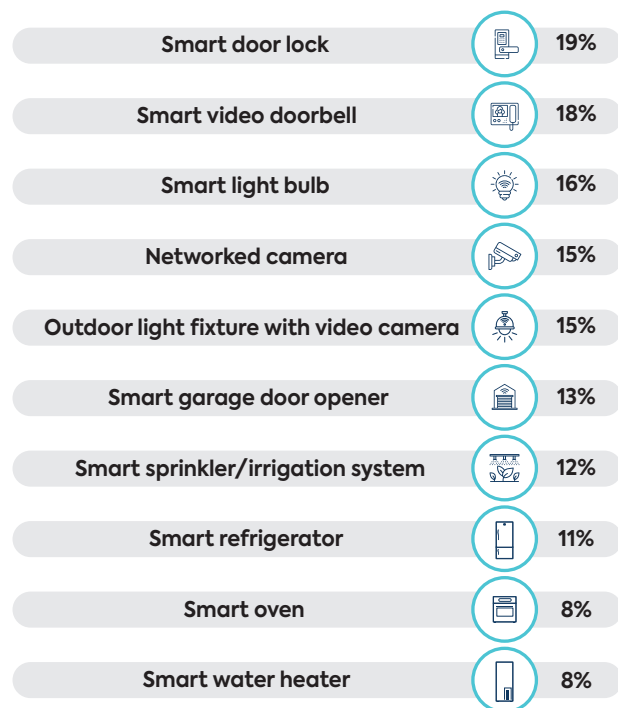 Smart door lock 19%
Smart video doorbell 18%
Smart light bulb 16%
Networked camera 15%
Outdoor light fixture with video camera 15%
Smart garage door opener 13%
Smart sprinkler/irrigation system 12%
Smart refrigerator 11%
Smart oven 8%
Smart water heater 8%